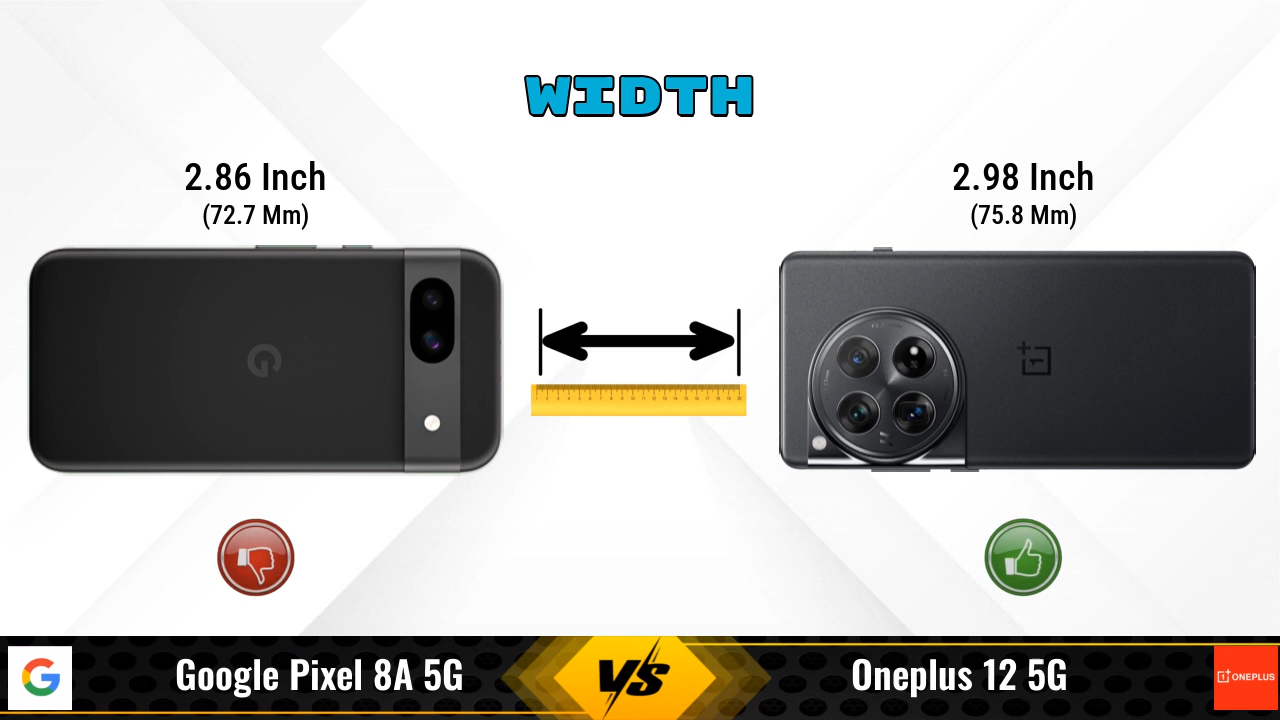 WIDTH
2.86 Inch
(72.7 Mm)
2.98 Inch
(75.8 Mm)
Google Pixel 8A 5G
VS
Oneplus 12 5G
ONEPLUS